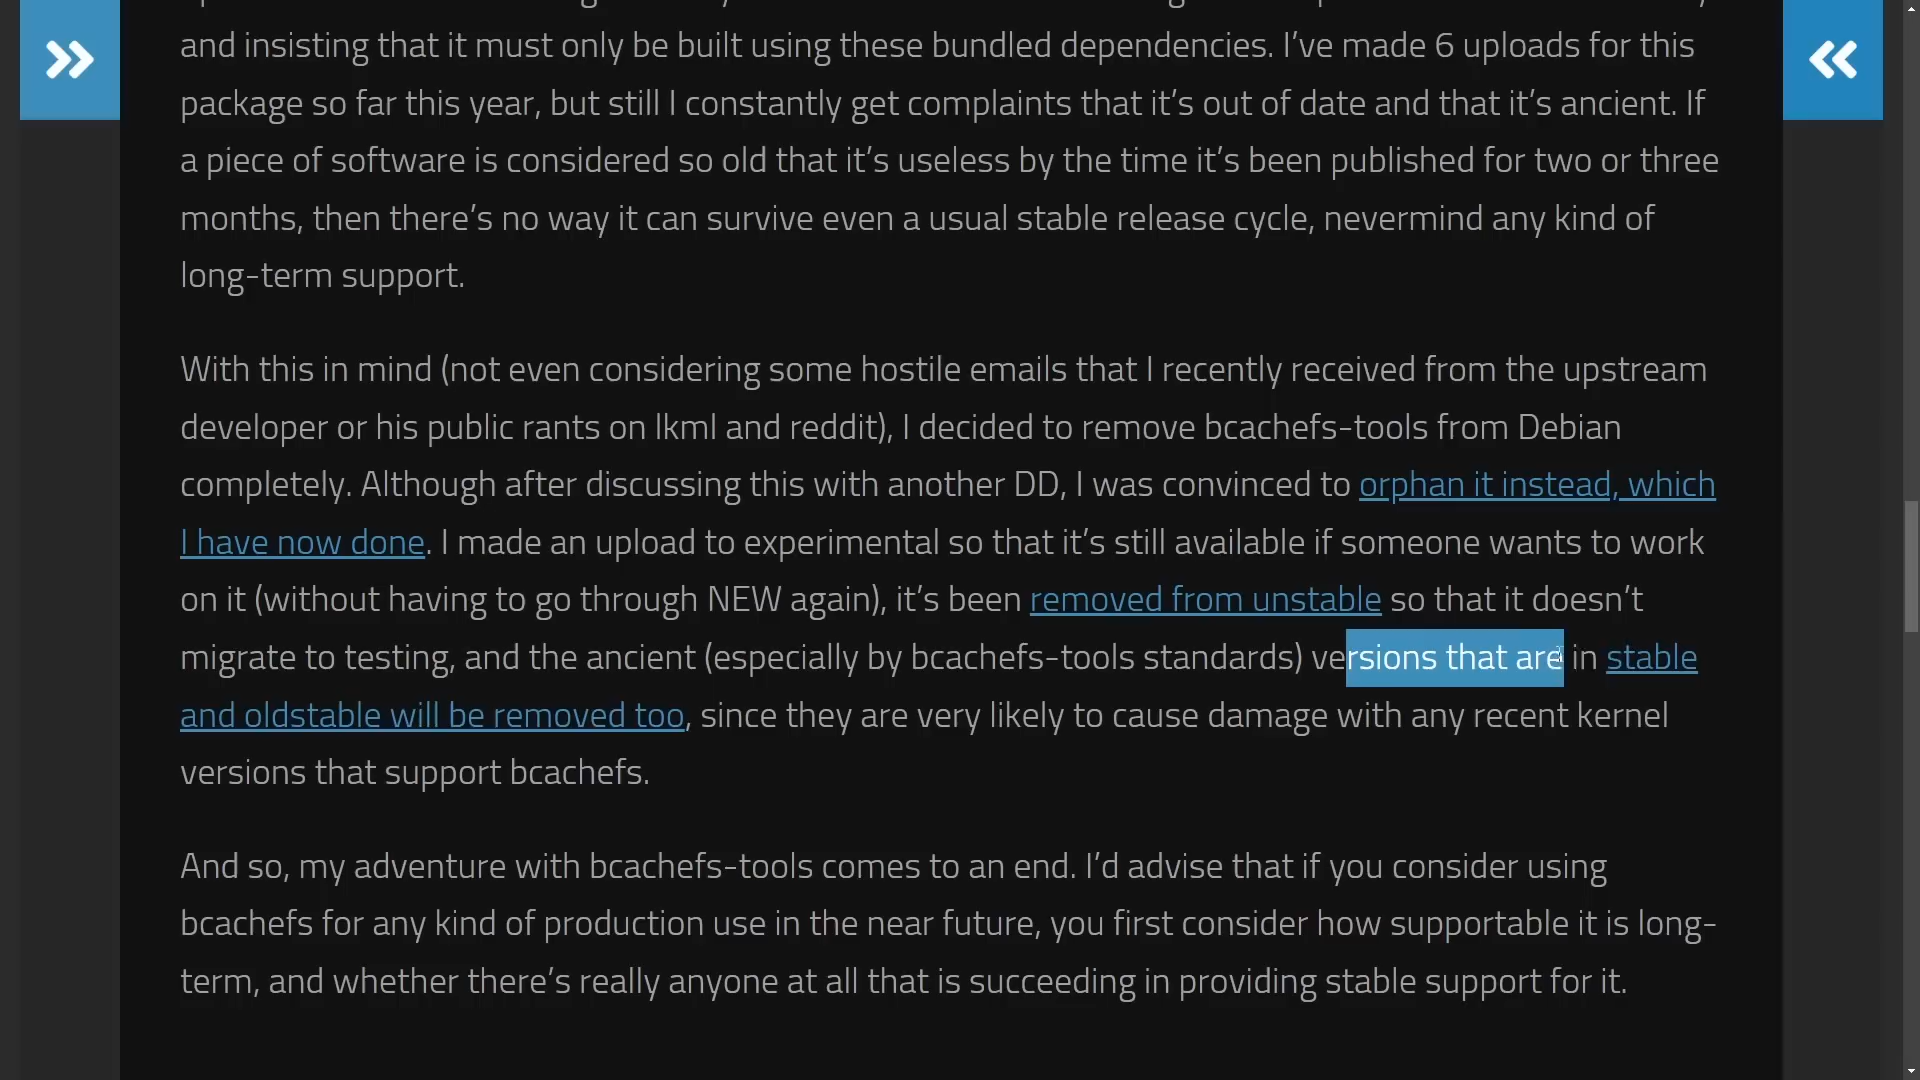 and insisting that it must only be built using these bundled dependencies. I’ve made 6 uploads for this
package so far this year, but still I constantly get complaints that it’s out of date and that it’s ancient. If
a piece of software is considered so old that it’s useless by the time it’s been published for two or three
months, then there’s no way it can survive even a usual stable release cycle, nevermind any kind of
long-term support.
With this in mind (not even considering some hostile emails that I recently received from the upstream
developer or his public rants on lkml and reddit), I decided to remove bcachefs-tools from Debian
completely. Although after discussing this with another DD, I was convinced to orphan it instead, which
I have now done. I made an upload to experimental so that it’s still available if someone wants to work
on it (without having to go through NEW again), it’s been removed from unstable so that it doesn’t
migrate to testing, and the ancient (especially by bcachefs-tools standards) versions that are in stable
and oldstable will be removed too, since they are very likely to cause damage with any recent kernel
versions that support bcachefs.
And so, my adventure with bcachefs-tools comes to an end. I’d advise that if you consider using
bcachefs for any kind of production use in the near future, you first consider how supportable it is long-
term, and whether there’s really anyone at all that is succeeding in providing stable support for it.